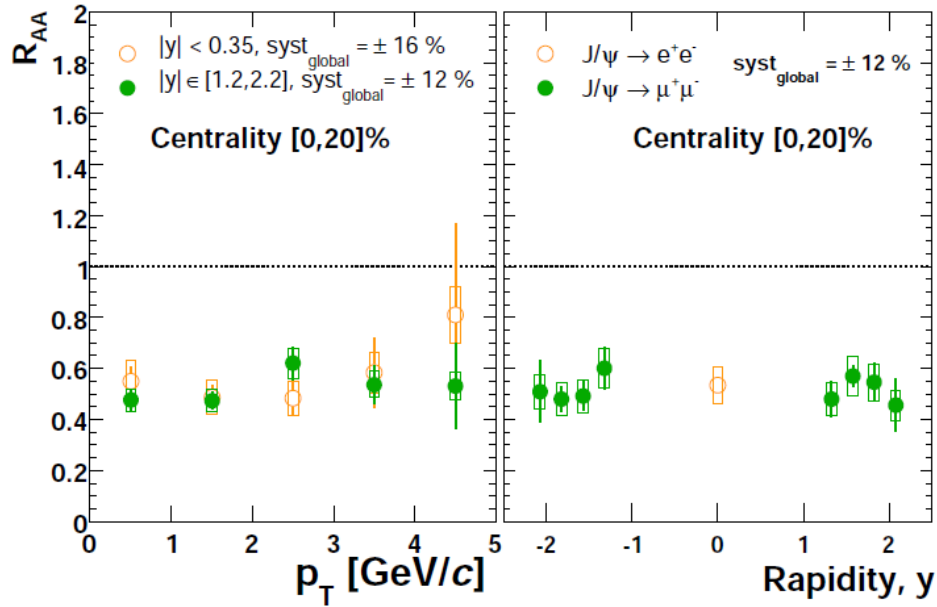 R_AA
2
1.8
1.6
1.4
1.2
1
0.8
0.6
0.4
0.2
0
|y| < 0.35, syst_global = ± 16 %
|y| ∈ [1.2,2.2], syst_global = ± 12 %
Centrality [0,20]%
0 1 2 3 4 5
p_T [GeV/c]
J/ψ → e⁺e⁻
J/ψ → μ⁺μ⁻
syst_global = ± 12 %
Centrality [0,20]%
-2 -1 0 1 2
Rapidity, y